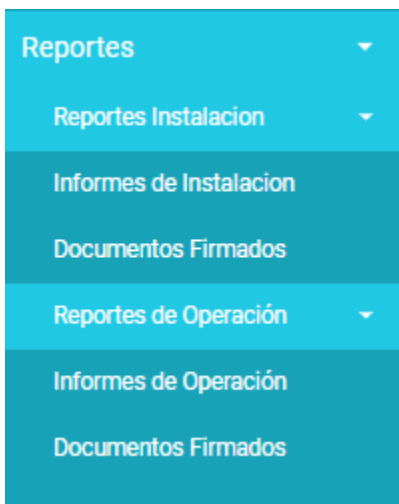 Reportes
Reportes Instalacion
Informes de Instalacion
Documentos Firmados
Reportes de Operación
Informes de Operación
Documentos Firmados